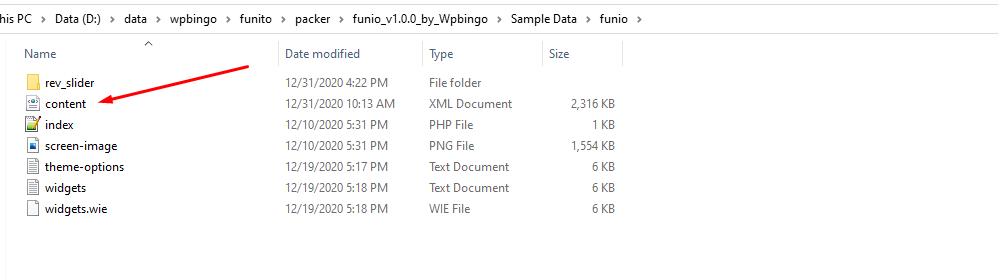 his PC > Data (D:) > data > wpbingo > funito > packer > funio_v1.0.0_by_Wpbingo > Sample Data > funio >
Name Date modified Type Size
rev_slider 12/31/2020 4:22 PM File folder
content 12/31/2020 10:13 AM XML Document 2,316 KB
index 12/10/2020 5:31 PM PHP File 1 KB
screen-image 12/10/2020 5:31 PM PNG File 1,554 KB
theme-options 12/19/2020 5:17 PM Text Document 6 KB
widgets 12/19/2020 5:18 PM Text Document 6 KB
widgets.wie 12/19/2020 5:18 PM WIE File 6 KB